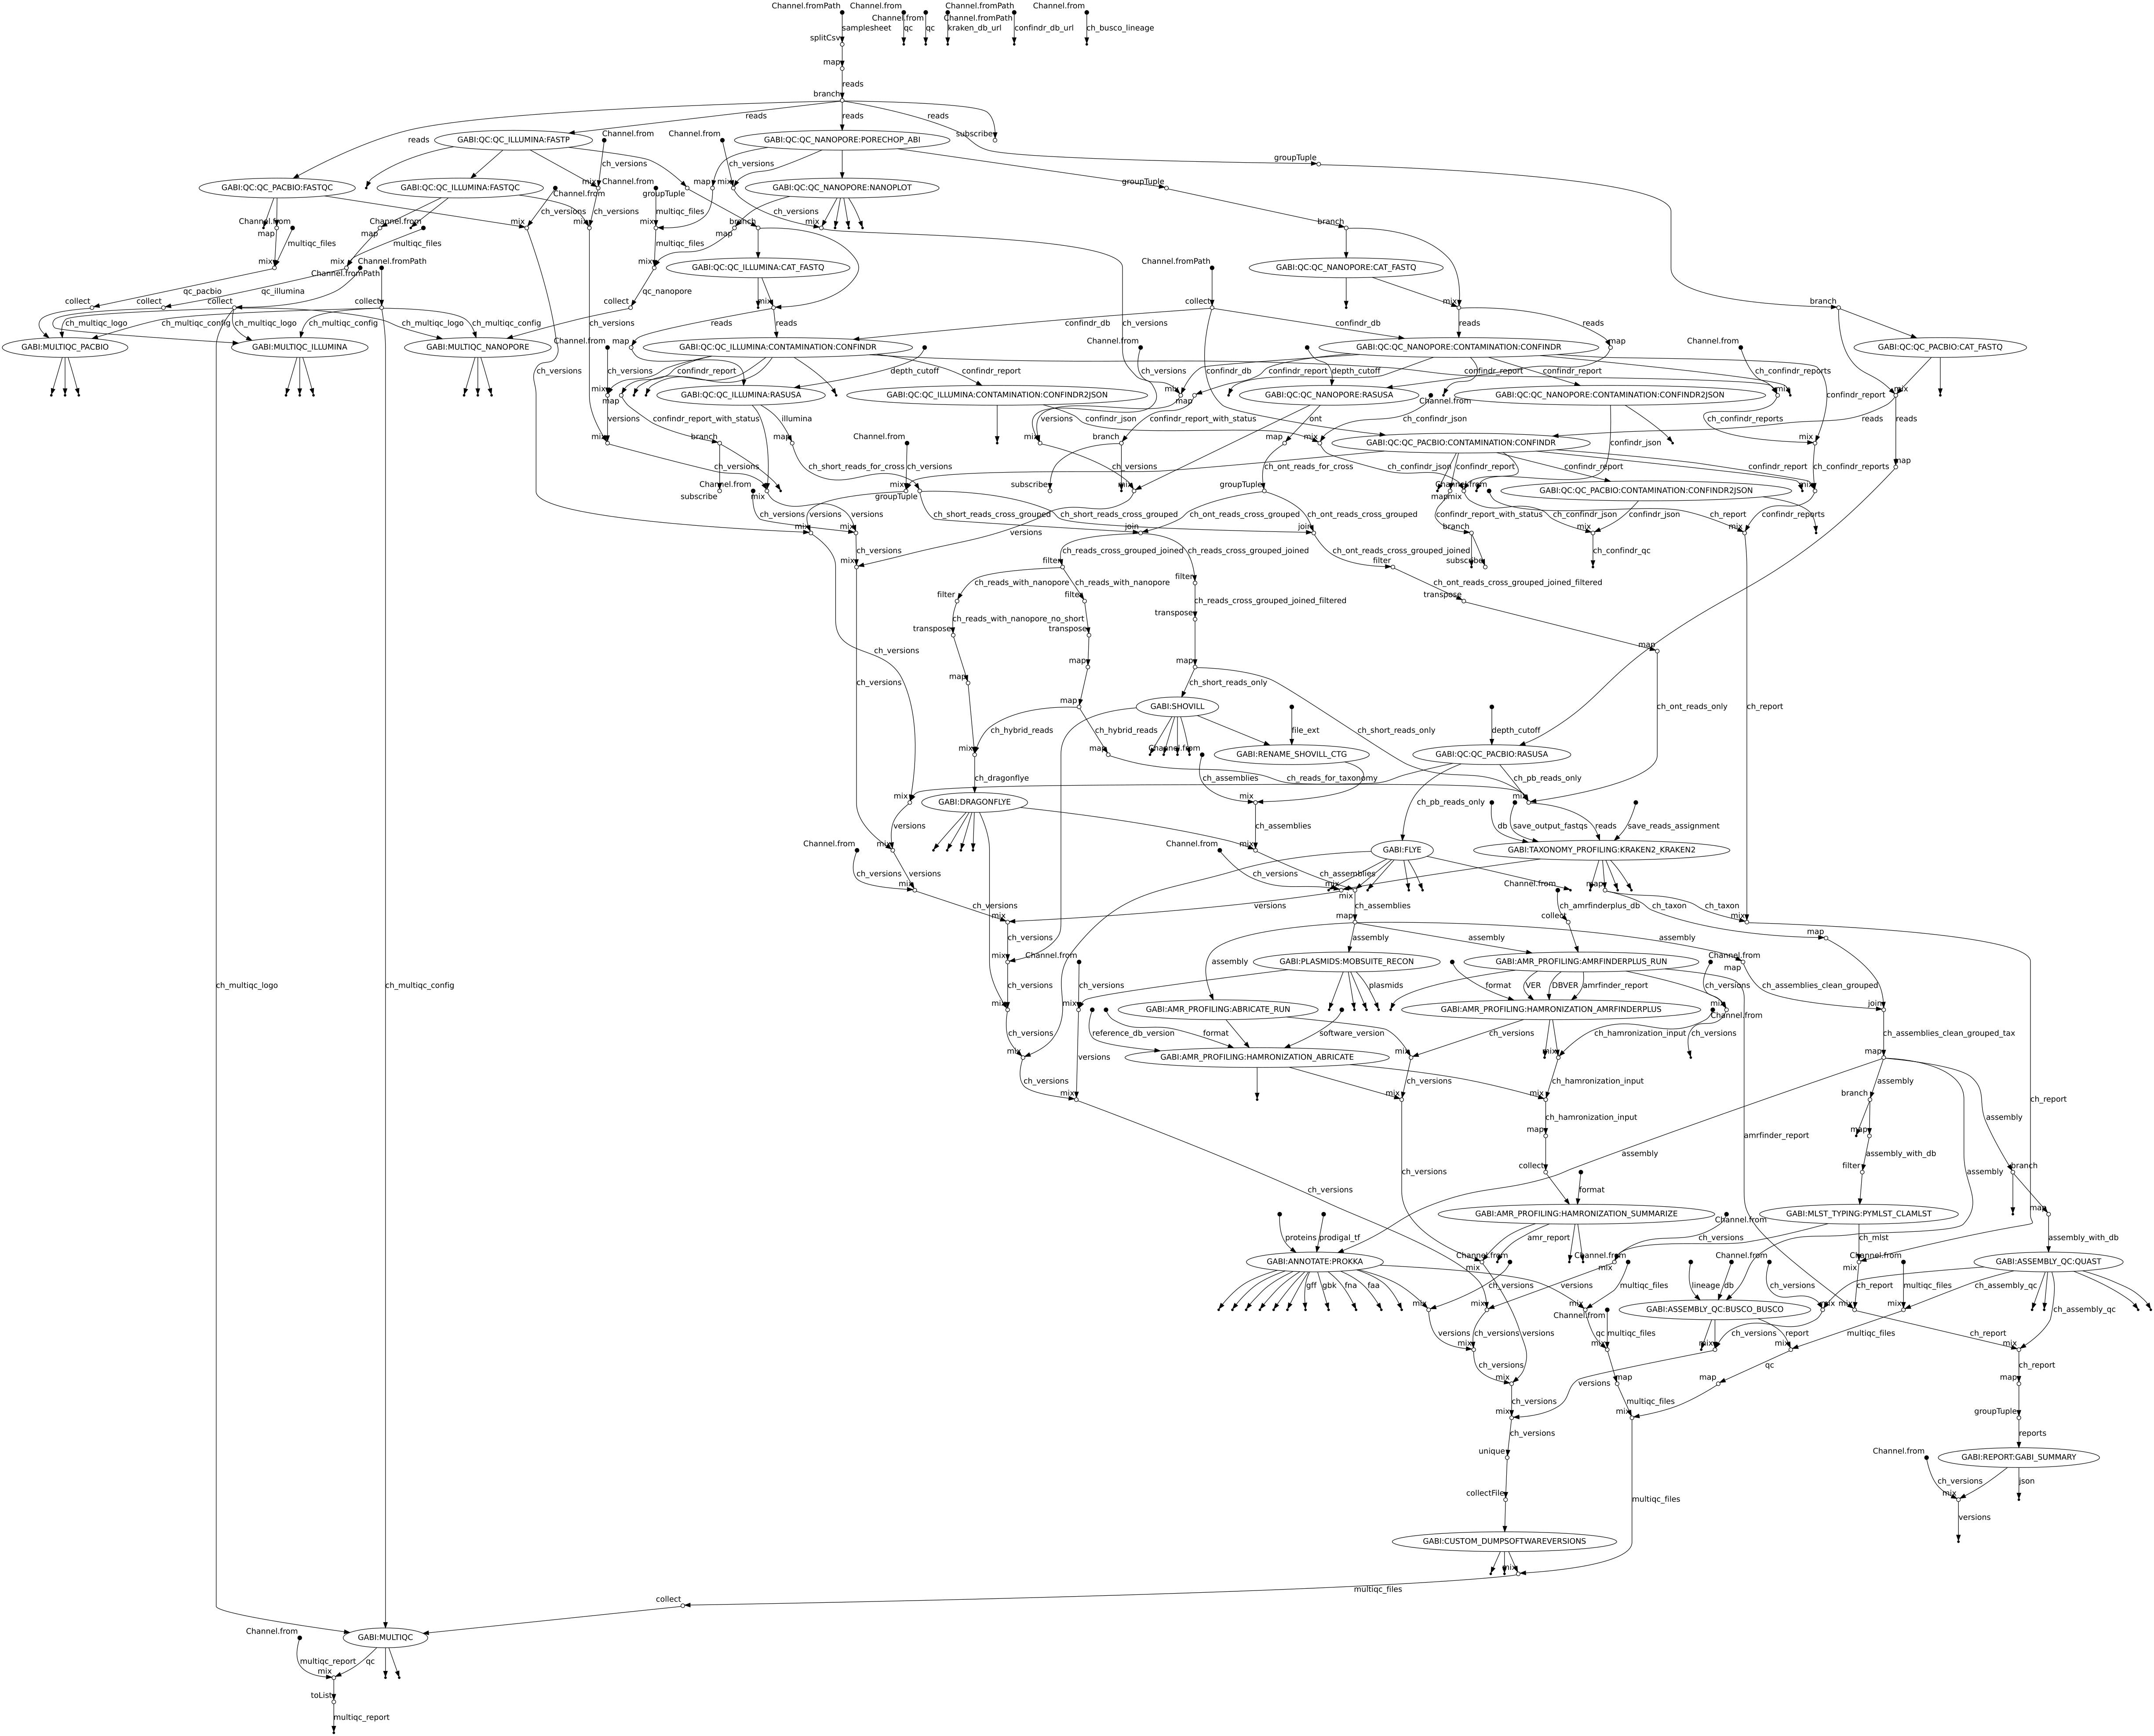 Channel.fromPath
Channel.from
Channel.fromPath
Channel.from
Channel.from
Channel.fromPath
samplesheet
qc
qc
kraken_db_url
confindr_db_url
ch_busco_lineage
splitCsv
map
reads
branch
reads
reads
reads
reads
subscribe
GABI:QC:QC_ILLUMINA:FASTP
Channel.from
Channel.from
GABI:QC:QC_NANOPORE:PORECHOP_ABI
groupTuple
ch_versions
ch_versions
GABI:QC:QC_PACBIO:FASTQC
GABI:QC:QC_ILLUMINA:FASTQC
mix
Channel.from
Channel.from
groupTuple
map
mix
GABI:QC:QC_NANOPORE:NANOPLOT
groupTuple
ch_versions
ch_versions
multiqc_files
ch_versions
Channel.from
map
multiqc_files
Channel.from
map
multiqc_files
mix
mix
mix
multiqc_files
branch
map
mix
branch
mix
mix
Channel.fromPath
Channel.fromPath
mix
GABI:QC:QC_ILLUMINA:CAT_FASTQ
Channel.fromPath
GABI:QC:QC_NANOPORE:CAT_FASTQ
qc_pacbio
qc_illumina
qc_nanopore
collect
collect
collect
collect
collect
mix
collect
mix
branch
ch_multiqc_logo
ch_multiqc_config
ch_multiqc_logo
ch_multiqc_config
ch_multiqc_logo
ch_multiqc_config
ch_versions
reads
reads
ch_versions
confindr_db
confindr_db
reads
reads
GABI:MULTIQC_PACBIO
GABI:MULTIQC_ILLUMINA
GABI:MULTIQC_NANOPORE
Channel.from
map
GABI:QC:QC_ILLUMINA:CONTAMINATION:CONFINDR
Channel.from
GABI:QC:QC_NANOPORE:CONTAMINATION:CONFINDR
map
Channel.from
GABI:QC:QC_PACBIO:CAT_FASTQ
ch_versions
ch_versions
confindr_report
depth_cutoff
confindr_report
ch_versions
confindr_db
confindr_report
depth_cutoff
confindr_report
confindr_report
confindr_report
ch_confindr_reports
mix
map
GABI:QC:QC_ILLUMINA:RASUSA
GABI:QC:QC_ILLUMINA:CONTAMINATION:CONFINDR2JSON
mix
map
GABI:QC:QC_NANOPORE:RASUSA
Channel.from
GABI:QC:QC_NANOPORE:CONTAMINATION:CONFINDR2JSON
mix
confindr_report
mix
versions
confindr_report_with_status
illumina
versions
confindr_json
confindr_report_with_status
ont
ch_confindr_json
confindr_json
ch_confindr_reports
reads
reads
mix
branch
map
Channel.from
mix
branch
map
mix
GABI:QC:QC_PACBIO:CONTAMINATION:CONFINDR
mix
ch_versions
ch_short_reads_for_cross
ch_versions
ch_versions
ch_ont_reads_for_cross
ch_confindr_json
confindr_report
confindr_report
confindr_report
ch_confindr_reports
map
subscribe
Channel.from
mix
groupTuple
subscribe
mix
groupTuple
map
mix
Channel.from
GABI:QC:QC_PACBIO:CONTAMINATION:CONFINDR2JSON
mix
ch_versions
versions
versions
ch_short_reads_cross_grouped
ch_short_reads_cross_grouped
ch_ont_reads_cross_grouped
ch_ont_reads_cross_grouped
confindr_report_with_status
ch_confindr_json
confindr_json
ch_report
confindr_reports
mix
mix
versions
join
join
branch
mix
mix
ch_versions
ch_reads_cross_grouped_joined
ch_reads_cross_grouped_joined
ch_ont_reads_cross_grouped_joined
subscribe
ch_confindr_qc
mix
filter
filter
filter
ch_reads_with_nanopore
ch_reads_with_nanopore
ch_ont_reads_cross_grouped_joined_filtered
filter
filter
ch_reads_cross_grouped_joined_filtered
transpose
ch_reads_with_nanopore_no_short
transpose
transpose
transpose
ch_versions
map
map
map
map
ch_versions
ch_short_reads_only
map
GABI:SHOVILL
ch_hybrid_reads
ch_hybrid_reads
file_ext
ch_short_reads_only
depth_cutoff
ch_ont_reads_only
ch_report
mix
map
Channel.from
GABI:RENAME_SHOVILL_CTG
GABI:QC:QC_PACBIO:RASUSA
ch_dragonflye
ch_assemblies
ch_reads_for_taxonomy
ch_pb_reads_only
mix
GABI:DRAGONFLYE
mix
ch_pb_reads_only
mix
versions
ch_assemblies
db
save_output_fastqs
reads
save_reads_assignment
Channel.from
mix
Channel.from
mix
GABI:FLYE
GABI:TAXONOMY_PROFILING:KRAKEN2_KRAKEN2
ch_versions
versions
ch_versions
ch_assemblies
mix
mix
mix
Channel.from
map
ch_versions
versions
ch_assemblies
ch_amrfinderplus_db
ch_taxon
ch_taxon
mix
map
collect
mix
ch_versions
assembly
assembly
assembly
assembly
map
mix
Channel.from
GABI:PLASMIDS:MOBSUITE_RECON
GABI:AMR_PROFILING:AMRFINDERPLUS_RUN
Channel.from
map
ch_multiqc_logo
ch_multiqc_config
ch_versions
ch_versions
plasmids
format
VER
DBVER
amrfinder_report
ch_versions
ch_assemblies_clean_grouped
mix
mix
GABI:AMR_PROFILING:ABRICATE_RUN
GABI:AMR_PROFILING:HAMRONIZATION_AMRFINDERPLUS
mix
Channel.from
join
ch_versions
reference_db_version
format
software_version
ch_versions
ch_hamronization_input
ch_versions
ch_assemblies_clean_grouped_tax
mix
versions
GABI:AMR_PROFILING:HAMRONIZATION_ABRICATE
mix
mix
map
ch_versions
ch_versions
ch_hamronization_input
assembly
mix
mix
mix
branch
ch_report
ch_hamronization_input
assembly
map
map
amrfinder_report
assembly
assembly_with_db
assembly
collect
filter
branch
ch_versions
ch_versions
format
GABI:AMR_PROFILING:HAMRONIZATION_SUMMARIZE
Channel.from
GABI:MLST_TYPING:PYMLST_CLAMLST
map
proteins
prodigal_tf
amr_report
ch_versions
ch_mlst
assembly_with_db
GABI:ANNOTATE:PROKKA
Channel.from
mix
Channel.from
mix
Channel.from
Channel.from
mix
GABI:ASSEMBLY_QC:QUAST
gff
gbk
fna
faa
ch_versions
versions
multiqc_files
lineage
db
ch_versions
ch_report
multiqc_files
ch_assembly_qc
ch_assembly_qc
mix
mix
mix
Channel.from
GABI:ASSEMBLY_QC:BUSCO_BUSCO
mix
mix
mix
versions
ch_versions
versions
qc
multiqc_files
ch_versions
report
multiqc_files
ch_report
mix
mix
mix
mix
mix
ch_versions
versions
qc
ch_report
mix
map
map
map
ch_versions
multiqc_files
mix
mix
groupTuple
ch_versions
reports
unique
Channel.from
GABI:REPORT:GABI_SUMMARY
ch_versions
json
collectFile
multiqc_files
mix
versions
GABI:CUSTOM_DUMPSOFTWAREVERSIONS
mix
multiqc_files
collect
Channel.from
GABI:MULTIQC
multiqc_report
qc
mix
toList
multiqc_report